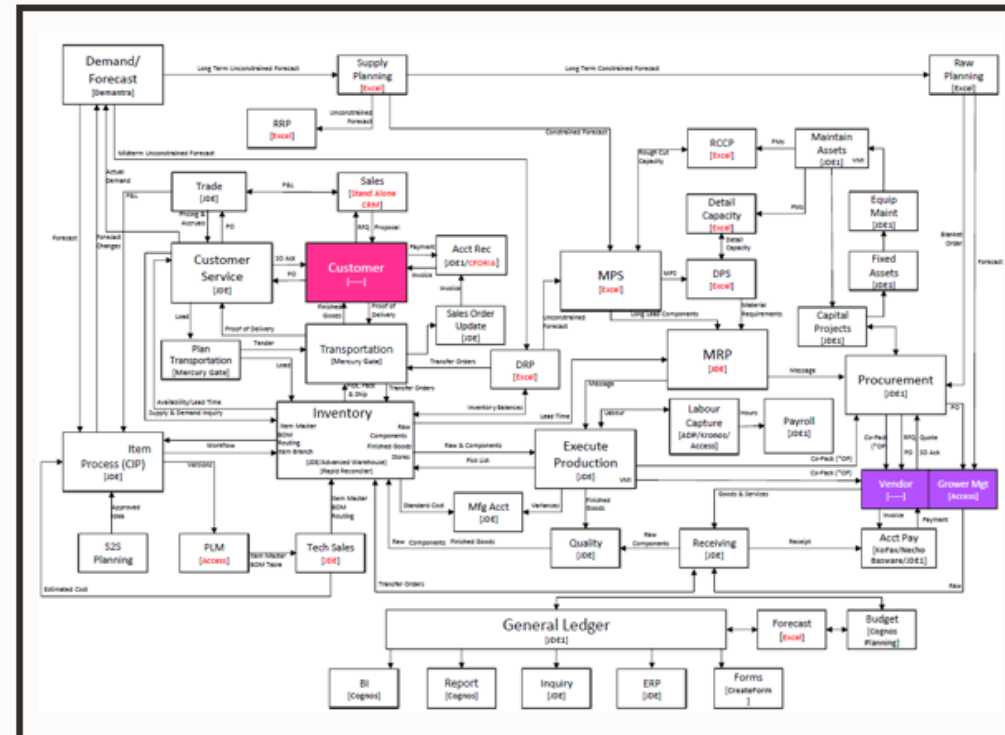 Demand/
Forecast
[Demantra]
Long Term Unconstrained Forecast
Supply
Planning
[Excel]
Long Term Constrained Forecast
Raw
Planning
[Excel]
RRP
[Excel]
Unconstrained
Forecast
Constrained Forecast
Midterm Unconstrained Forecast
Rough Cut
Capacity
RCCP
[Excel]
PMs
Maintain
Assets
[JDE1]
VMI
Actual
Demand
P&L
Trade
[JDE]
P&L
Sales
[Stand Alone
CRM]
Detail
Capacity
[Excel]
PMs
Equip
Maint
[JDE1]
Pricing &
Accruals
PO
RFQ
Proposal
Forecast
Forecast
Changes
Customer
Service
[JDE]
SO Ack
PO
Customer
[-----]
Payment
Invoice
Acct Rec
[JDE1/CFORIA]
Detail
Capacity
Blanket
Order
Forecast
MPS
[Excel]
MPS
DPS
[Excel]
Fixed
Assets
[JDE1]
Finished
Goods
Proof of
Delivery
Invoice
Load
Proof of Delivery
Sales Order
Update
[JDE]
Unconstrained
Forecast
Long Lead Components
Material
Requirements
Capital
Projects
[JDE1]
Plan
Transportation
[Mercury Gate]
Tender
Transportation
[Mercury Gate]
Transfer Orders
DRP
[Excel]
MRP
[JDE]
Message
Message
Procurement
[JDE1]
Load
Pick, Pack
& Ship
Transfer Orders
Availability/Lead Time
Supply & Demand Inquiry
Inventory Balances
Lead Time
Labour
Labour
Capture
[ADP/Kronos/
Access]
Hours
Payroll
[JDE1]
PO
Inventory
Item Master
BOM
Routing
Item Branch
Raw
Components
Finished Goods
Stores
[JDE/Advanced Warehouse]
[Rapid Reconciler]
Item
Process (CIP)
[JDE]
Workflow
Raw & Components
Pick List
Execute
Production
[JDE]
VMI
Co-Pack (*OP)
Co-Pack (*OP)
Co-Pack
(*OP
RFQ
PO
Quote
SO Ack
Vendor
[-----]
Grower Mgt
[Access]
Versions
Approved
Idea
Item Master
BOM
Routing
Standard Cost
Mfg Acct
[JDE]
Variances
Finished
Goods
Goods & Services
Invoice
Payment
S2S
Planning
PLM
[Access]
Item Master
BOM Table
Tech Sales
[JDE]
Raw Components Finished Goods
Quality
[JDE]
Raw
Components
Receiving
[JDE]
Receipt
Acct Pay
[KoFax/Necho
Basware/JDE1]
Estimated Cost
Transfer Orders
Raw
General Ledger
[JDE1]
Forecast
[Excel]
Budget
[Cognos
Planning]
BI
[Cognos]
Report
[Cognos]
Inquiry
[JDE]
ERP
[JDE]
Forms
[CreateForm
]